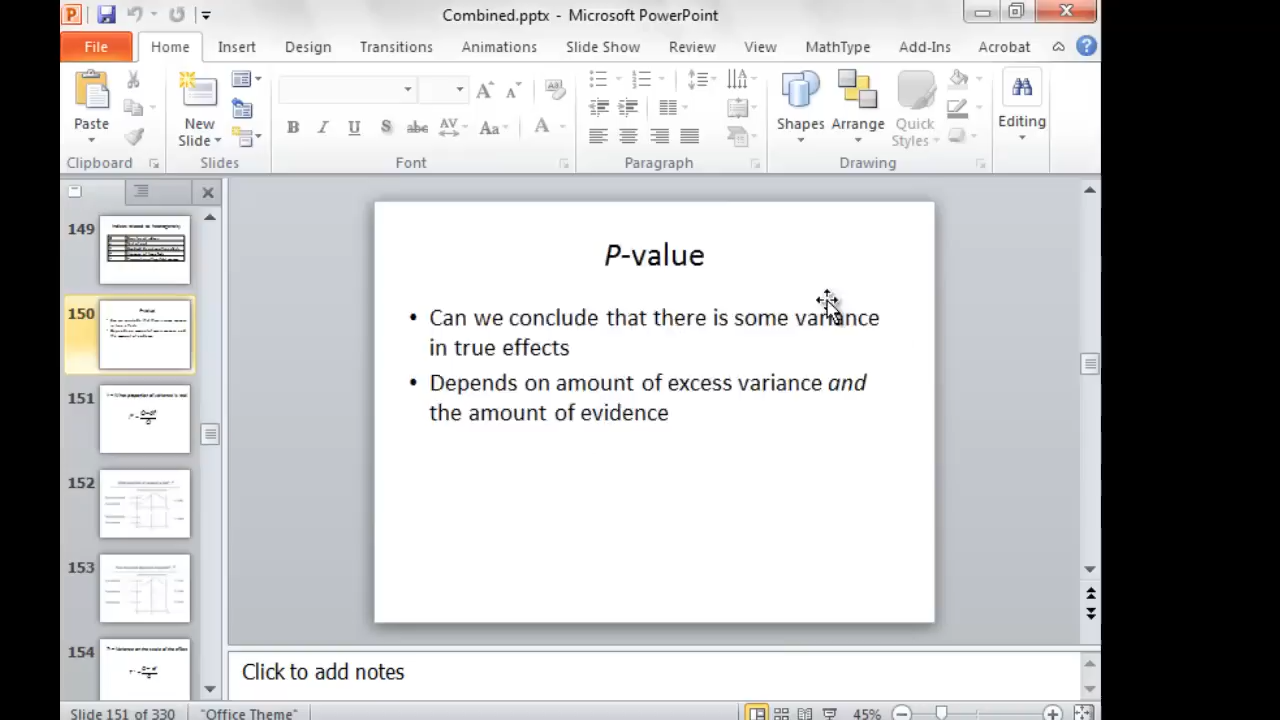 Combined.pptx - Microsoft PowerPoint
File Home Insert Design Transitions Animations Slide Show Review View MathType Add-Ins Acrobat
Paste
New
Slide
Shapes
Arrange
Quick
Styles
Editing
Clipboard Slides Font Paragraph Drawing
149
150
151
152
153
154
P-value
• Can we conclude that there is some variance
in true effects
• Depends on amount of excess variance and
the amount of evidence
Click to add notes
Slide 151 of 330 "Office Theme" 45%